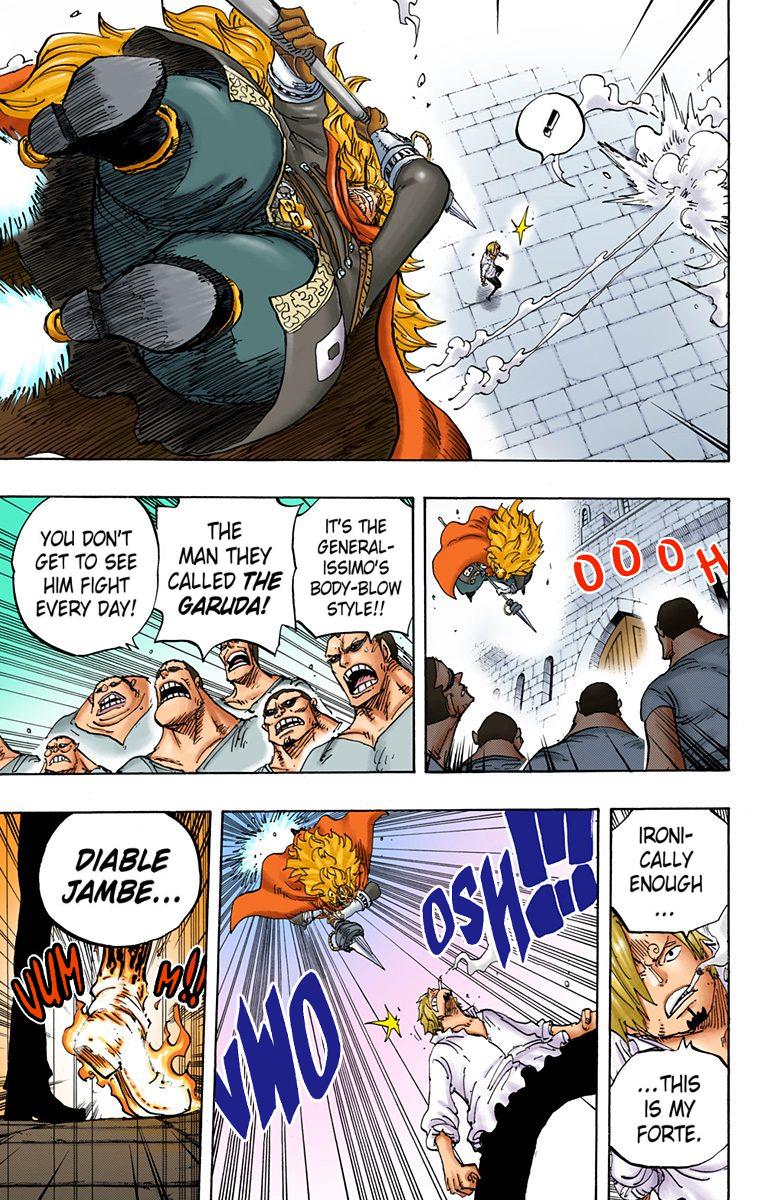 !
OOOH
IT'S THE
GENERAL-
ISSIMO'S
BODY-BLOW
STYLE!!
THE
MAN THEY
CALLED THE
GARUDA!
YOU DON'T
GET TO SEE
HIM FIGHT
EVERY DAY!
IRONI-
CALLY
ENOUGH
...
...THIS
IS MY
FORTE.
VWO
OSH!!!
DIABLE
JAMBE...
VUM
M!!